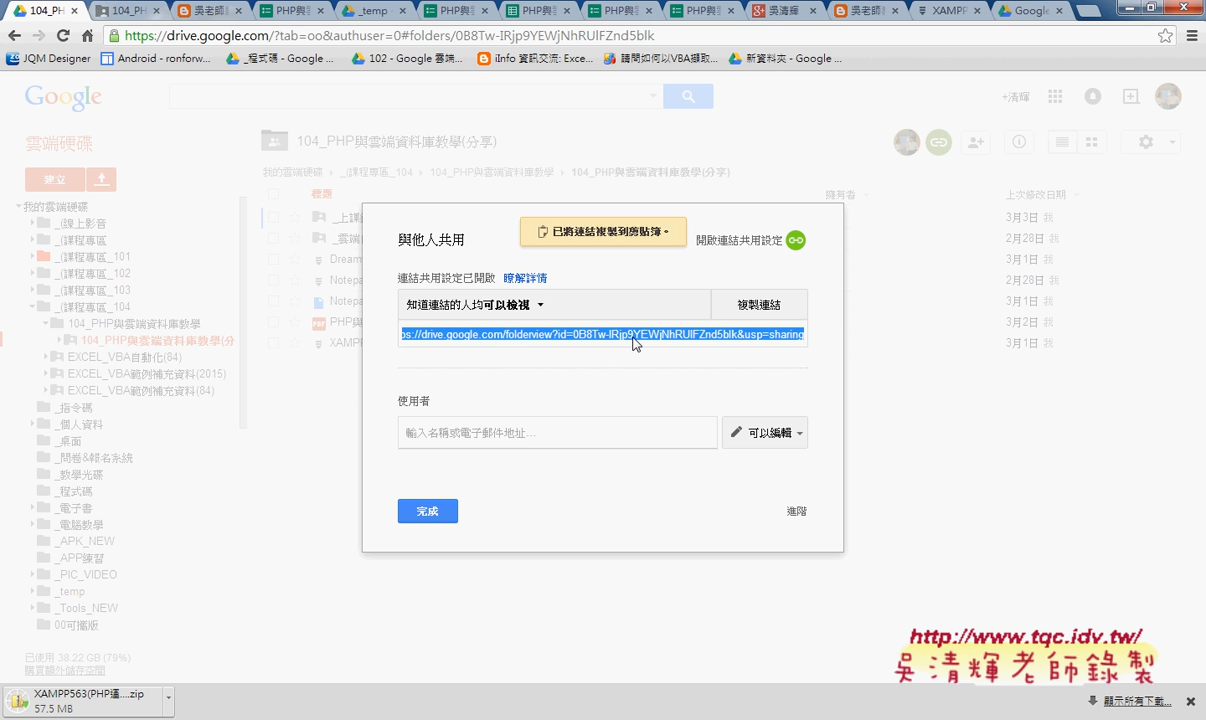 104_P
104_PH
吳老師
PHP與
_temp
PHP與
PHP與
PHP與
PHP與
吳清輝
吳老師
XAMPP
Google
https://drive.google.com/?tab=oo&authuser=0#folders/0B8Tw-IRjp9YEWjNhRUlFZnd5blk
JQM Designer
Android - ronforw...
_程式碼 - Google ...
102 - Google 雲端...
iInfo 資訊交流: Exce...
請問如何以VBA擷取...
新資料夾 - Google ...
Google
+清輝
雲端硬碟
104_PHP與雲端資料庫教學(分享)
建立
我的雲端硬碟 › _(課程專區_104 › 104_PHP與雲端資料庫教學 › 104_PHP與雲端資料庫教學(分享)
標題
擁有者
上次修改日期
我的雲端硬碟
_(線上影音
_(課程專區
_(課程專區_101
_(課程專區_102
_(課程專區_103
_(課程專區_104
104_PHP與雲端資料庫教學
104_PHP與雲端資料庫教學(分
EXCEL_VBA自動化(84)
EXCEL_VBA範例補充資料(2015)
EXCEL_VBA範例補充資料(84)
_指令碼
_個人資料
_桌面
_問卷&報名系統
_教學光碟
_程式碼
_電子書
_電腦教學
_APK_NEW
_APP練習
_PIC_VIDEO
_temp
_Tools_NEW
00可攜版
已使用 38.22 GB (79%)
購買額外儲存空間
_上課
_雲端
Dream
Notepa
Notepa
PHP與
XAMP
3月3日 我
2月28日 我
3月1日 我
2月28日 我
3月1日 我
3月2日 我
3月1日 我
與他人共用
已將連結複製到剪貼簿。
開啟連結共用設定
連結共用設定已開啟 瞭解詳情
知道連結的人均可以檢視
複製連結
ps://drive.google.com/folderview?id=0B8Tw-IRjp9YEWjNhRUlFZnd5blk&usp=sharing
使用者
輸入名稱或電子郵件地址...
可以編輯
完成
進階
http://www.tqc.idv.tw/
吳清輝老師錄製
XAMPP563(PHP邁....zip
57.5 MB
顯示所有下載...